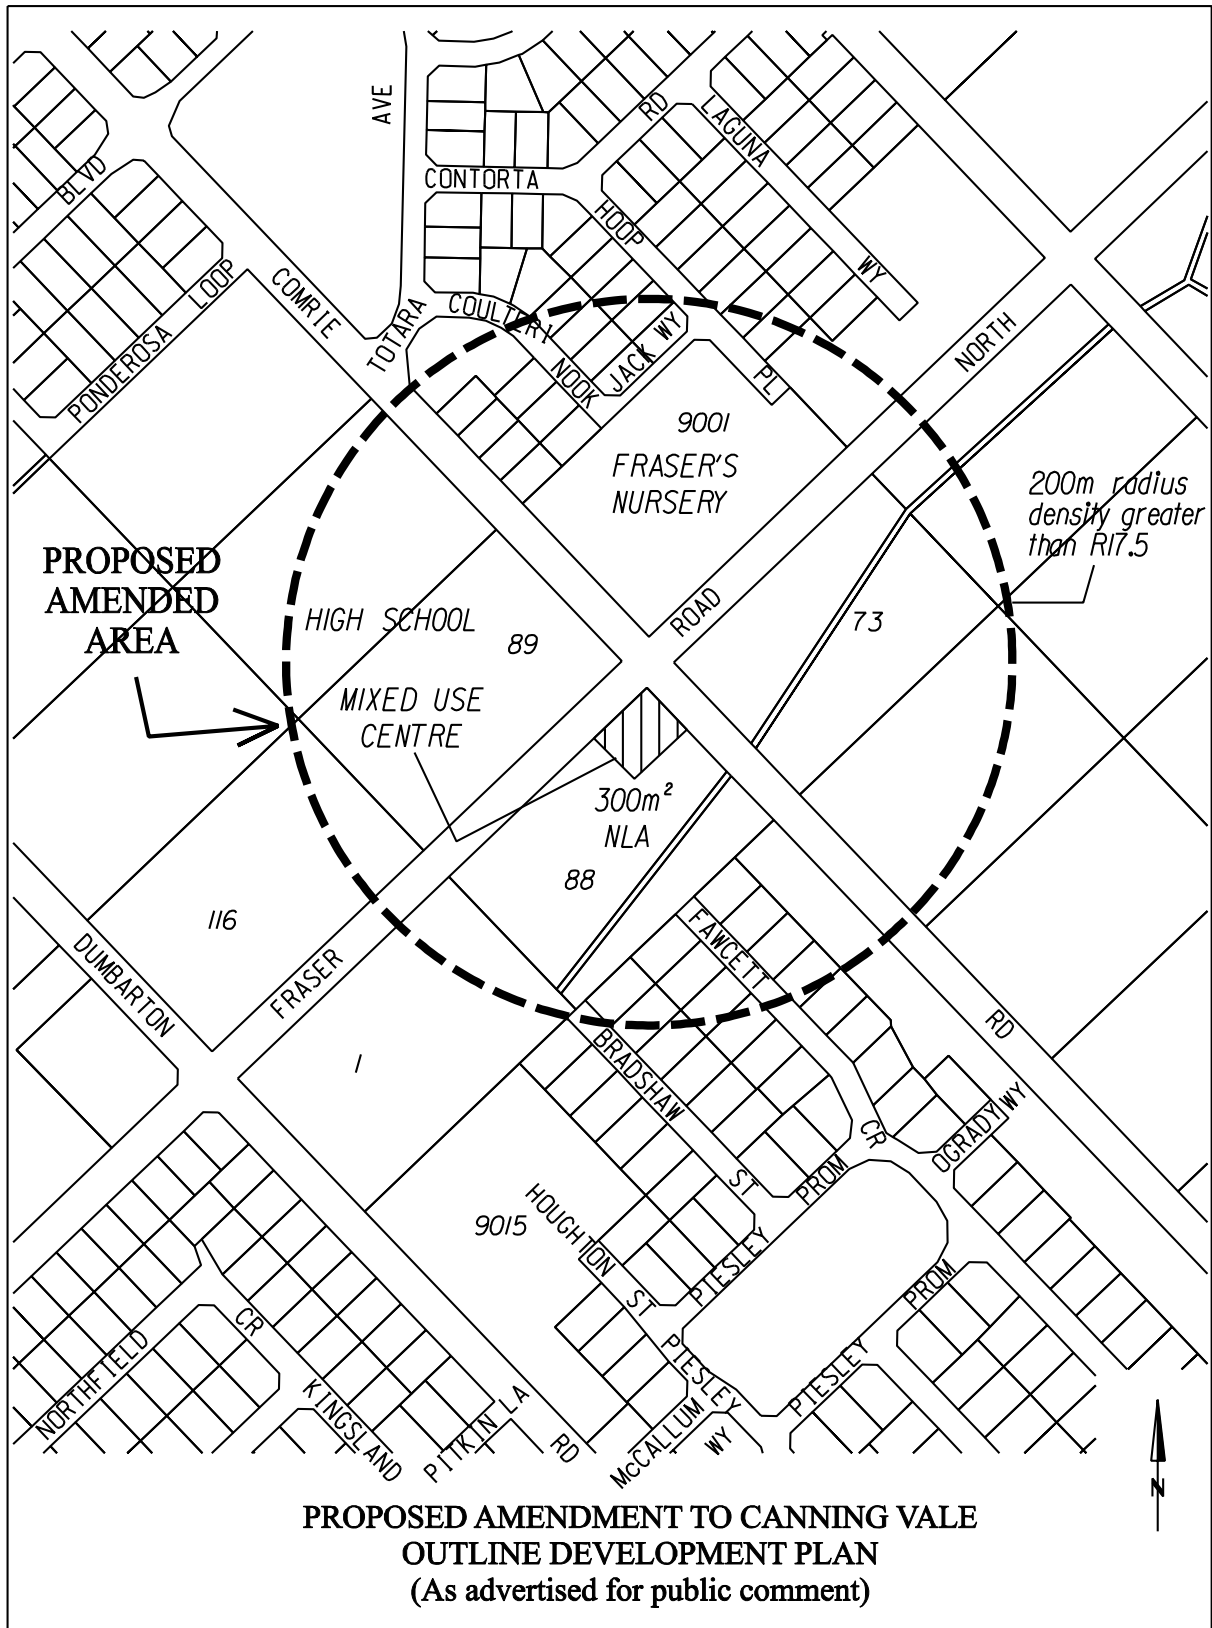 AVE
RD
LAGUNA
WY
BLVD
CONTORTA
HOOP
PL
PONDEROSA LOOP
COMRIE
TOTARA
COULTERI
NOOK
JACK WY
NORTH
9001
FRASER'S
NURSERY
200m radius
density greater
than R17.5
PROPOSED
AMENDED
AREA
HIGH SCHOOL
89
ROAD
73
MIXED USE
CENTRE
300m²
NLA
88
116
DUMBARTON
FRASER
FAWCETT
CR
RD
1
BRADSHAW
ST
OGRADY WY
PROM
9015
HOUGHTON
ST
PIESLEY
PROM
PIESLEY
PIESLEY
NORTHFIELD
CR
KINGSLAND
PITKIN LA
RD
McCALLUM
WY
N
PROPOSED AMENDMENT TO CANNING VALE
OUTLINE DEVELOPMENT PLAN
(As advertised for public comment)